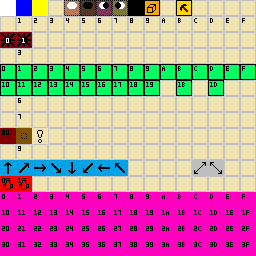 1 2 3 4 5 6 7 8 9 A B C D E F
0 1
3
0 1 2 3 4 5 6 7 8 9 A B C D E F
10 11 12 13 14 15 16 17 18 19 1B 1D
6
7
9
0 1 2 3 4 5 6 7 8 9 A B C D E F
10 11 12 13 14 15 16 17 18 19 1A 1B 1C 1D 1E 1F
20 21 22 23 24 25 26 27 28 29 2A 2B 2C 2D 2E 2F
30 31 32 33 34 35 36 37 38 39 3A 3B 3C 3D 3E 3F